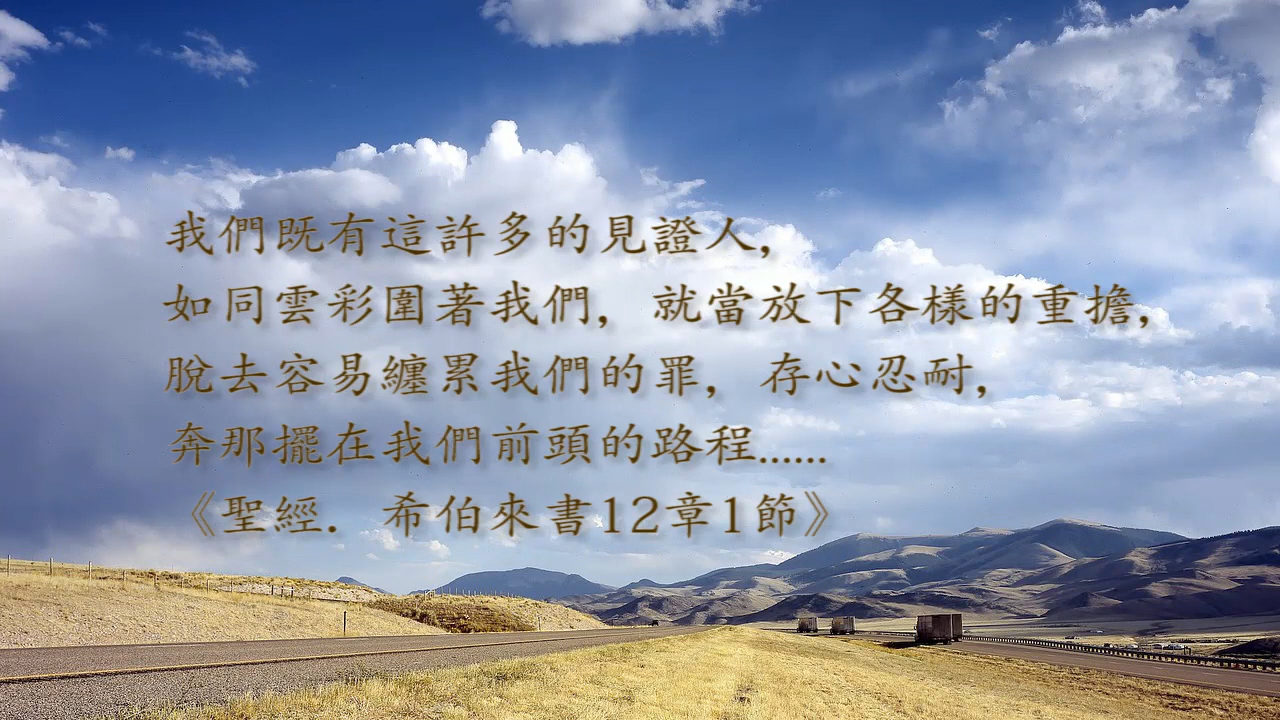 我們既有這許多的見證人,
如同雲彩圍著我們, 就當放下各樣的重擔,
脫去容易纏累我們的罪, 存心忍耐,
奔那擺在我們前頭的路程......
《聖經. 希伯來書12章1節》